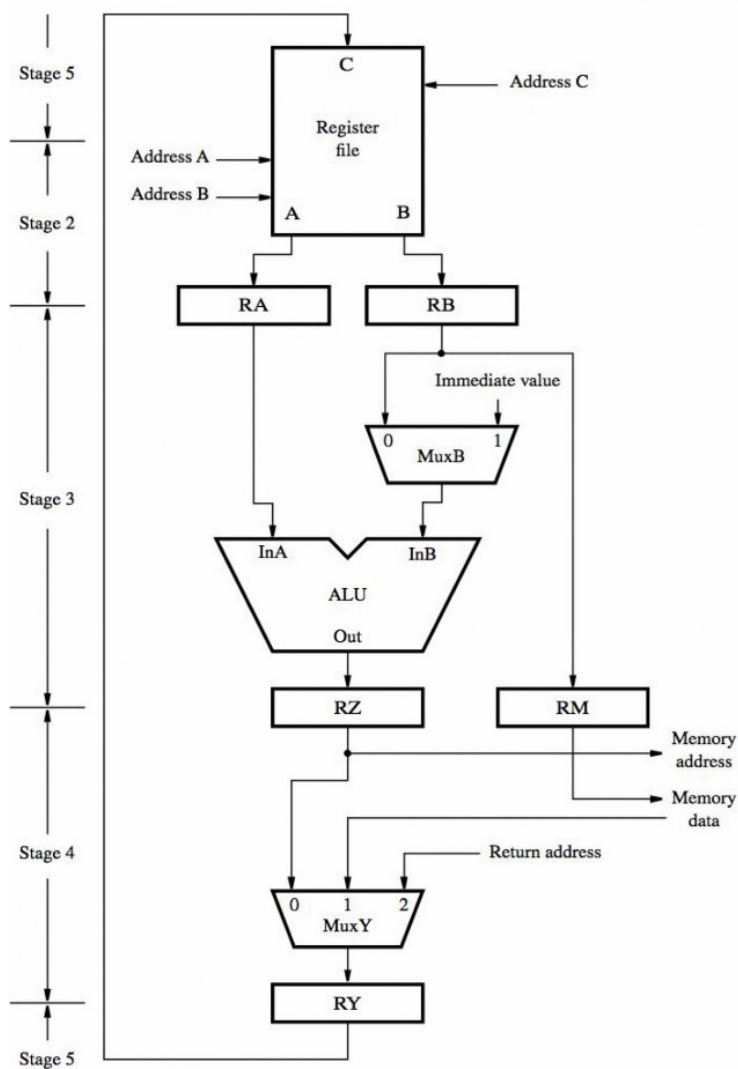 Stage 5
C
Address C
Register
file
Address A
Address B
A
B
Stage 2
RA
RB
Immediate value
0
1
MuxB
Stage 3
InA
InB
ALU
Out
RZ
RM
Memory
address
Memory
data
Stage 4
Return address
0
1
2
MuxY
RY
Stage 5